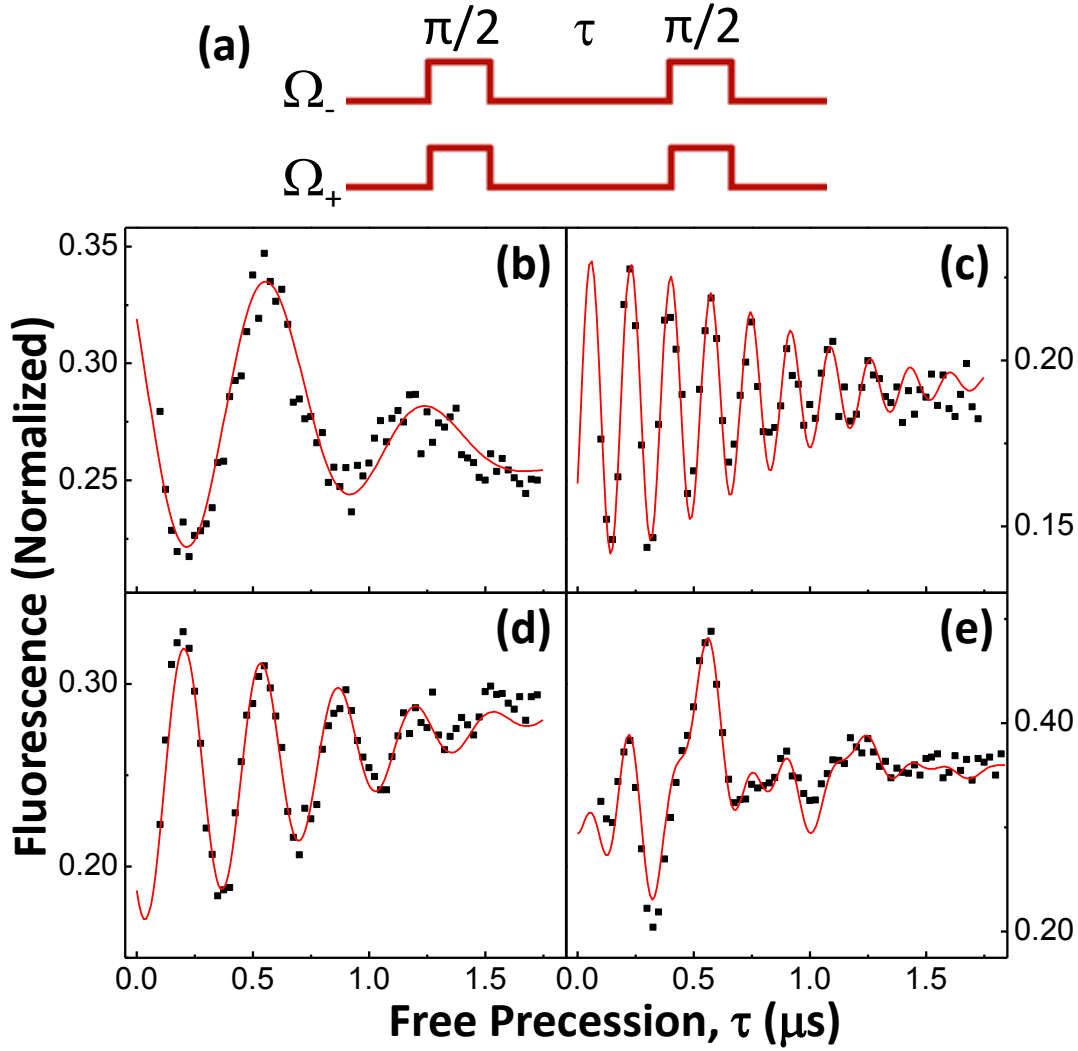 (a)
π/2 τ π/2
Ω-
Ω+
(b)
(c)
0.35
0.30
0.25
0.20
0.15
(d)
(e)
0.30
0.20
0.40
0.20
0.0 0.5 1.0 1.5 0.0 0.5 1.0 1.5
Fluorescence (Normalized)
Free Precession, τ (μs)